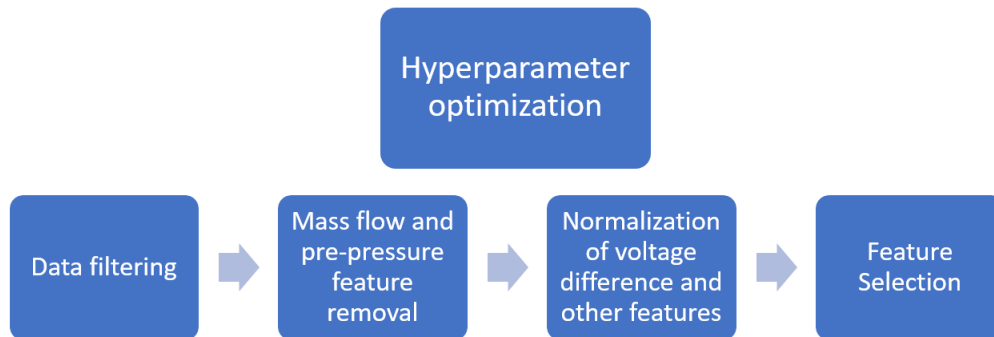 Hyperparameter
optimization
Data filtering
Mass flow and
pre-pressure
feature
removal
Normalization
of voltage
difference and
other features
Feature
Selection